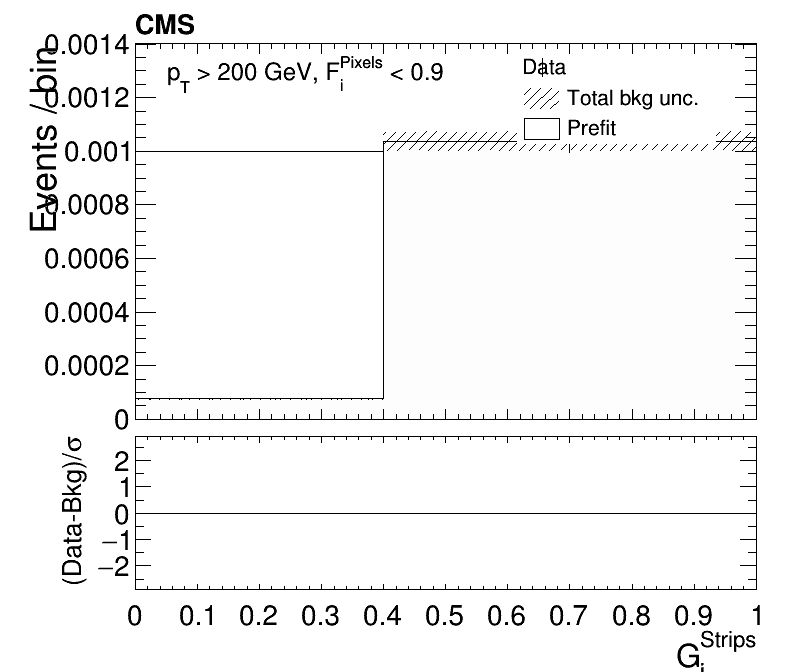 CMS
p_T > 200 GeV, F_i^Pixels < 0.9
Data
Total bkg unc.
Prefit
Events / bin
0.0014
0.0012
0.001
0.0008
0.0006
0.0004
0.0002
0
(Data-Bkg)/σ
2
1
0
−1
−2
0 0.1 0.2 0.3 0.4 0.5 0.6 0.7 0.8 0.9 1
G_i^Strips